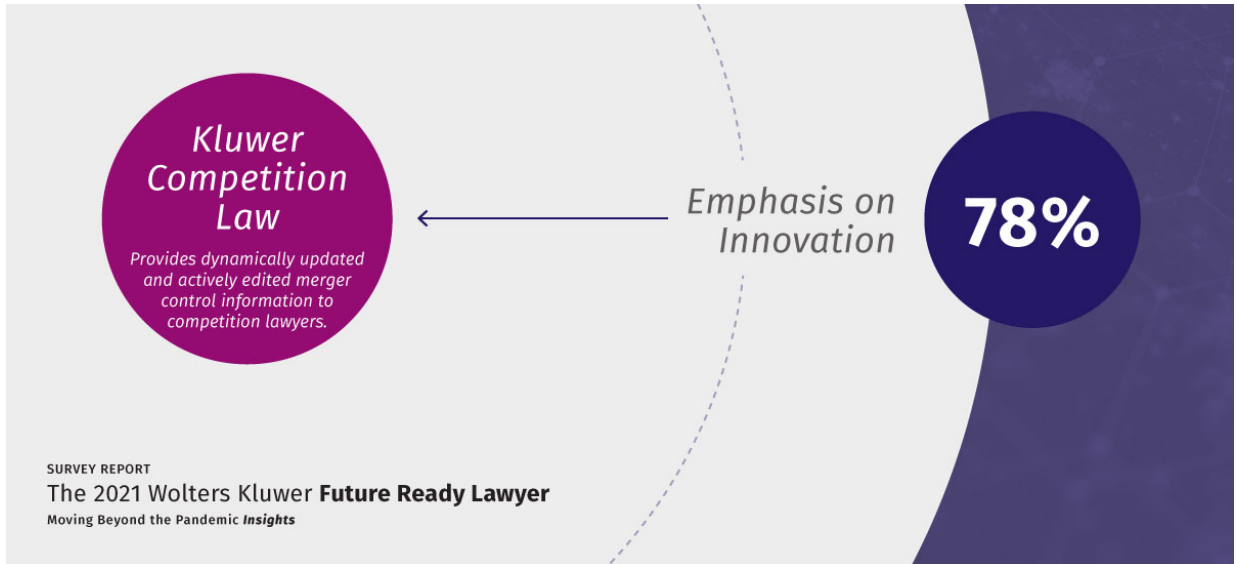 Kluwer
Competition
Law
Provides dynamically updated
and actively edited merger
control information to
competition lawyers.
Emphasis on
Innovation
78%
SURVEY REPORT
The 2021 Wolters Kluwer Future Ready Lawyer
Moving Beyond the Pandemic Insights